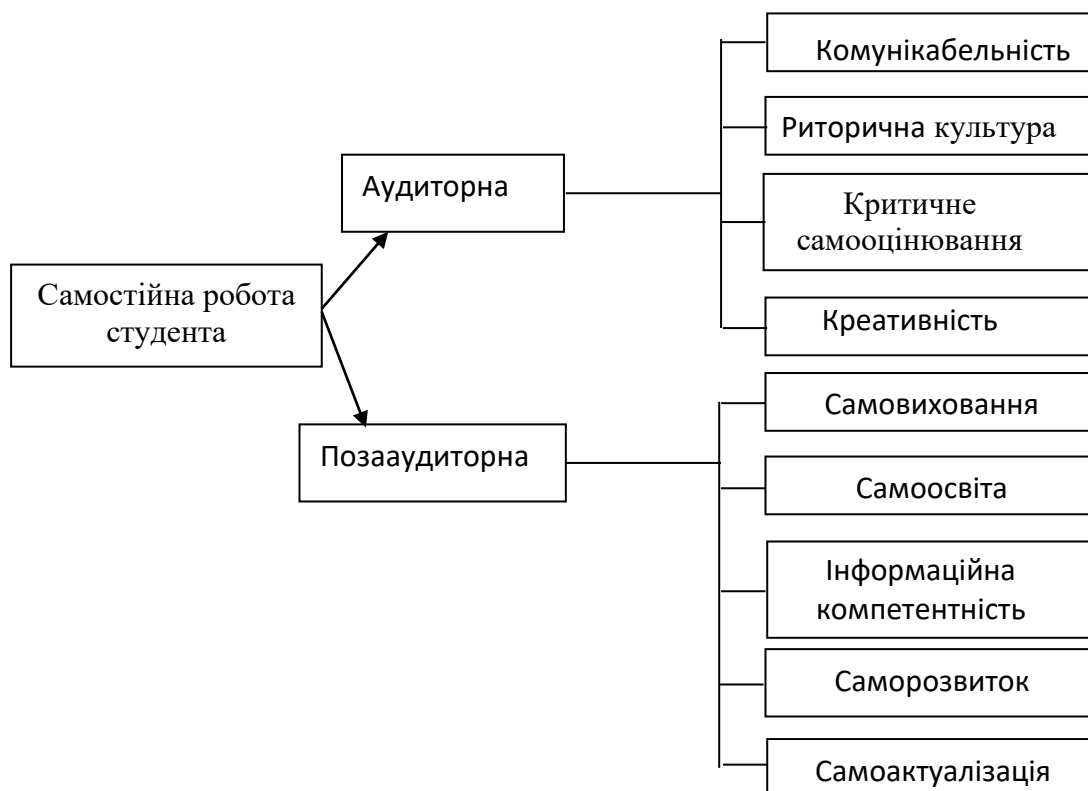 Самостійна робота
студента
Аудиторна
Комунікабельність
Риторична культура
Критичне
самооцінювання
Креативність
Позааудиторна
Самовиховання
Самоосвіта
Інформаційна
компетентність
Саморозвиток
Самоактуалізація